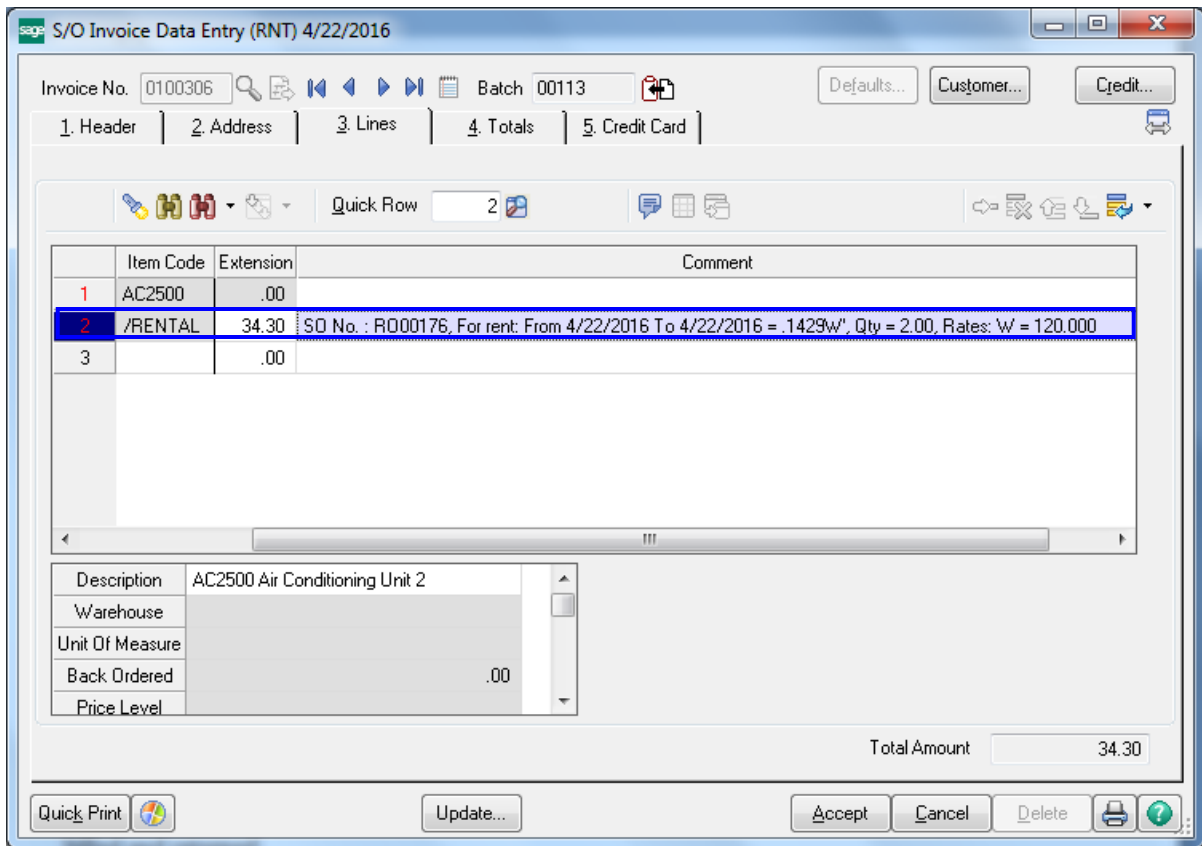 sage S/O Invoice Data Entry (RNT) 4/22/2016
Invoice No. 0100306 Batch 00113 Defaults... Customer... Credit...
1. Header 2. Address 3. Lines 4. Totals 5. Credit Card
Quick Row 2
Item Code Extension Comment
1 AC2500 .00
2 /RENTAL 34.30 SO No. : RO00176, For rent: From 4/22/2016 To 4/22/2016 = .1429W", Qty = 2.00, Rates: W = 120.000
3 .00
Description AC2500 Air Conditioning Unit 2
Warehouse
Unit Of Measure
Back Ordered .00
Price Level
Total Amount 34.30
Quick Print Update... Accept Cancel Delete